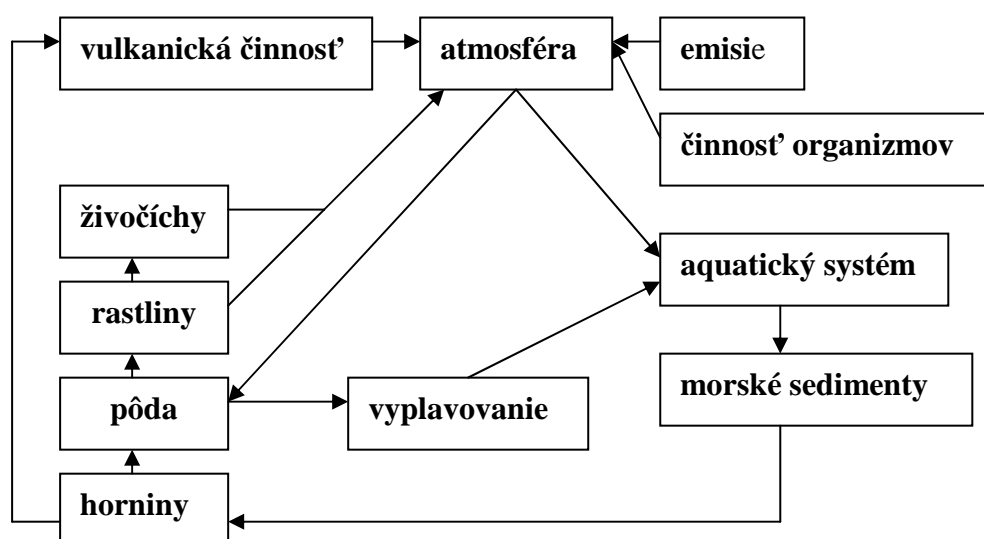 vulkanická činnosť
atmosféra
emisie
činnosť organizmov
živočíchy
aquatický systém
rastliny
morské sedimenty
pôda
vyplavovanie
horniny